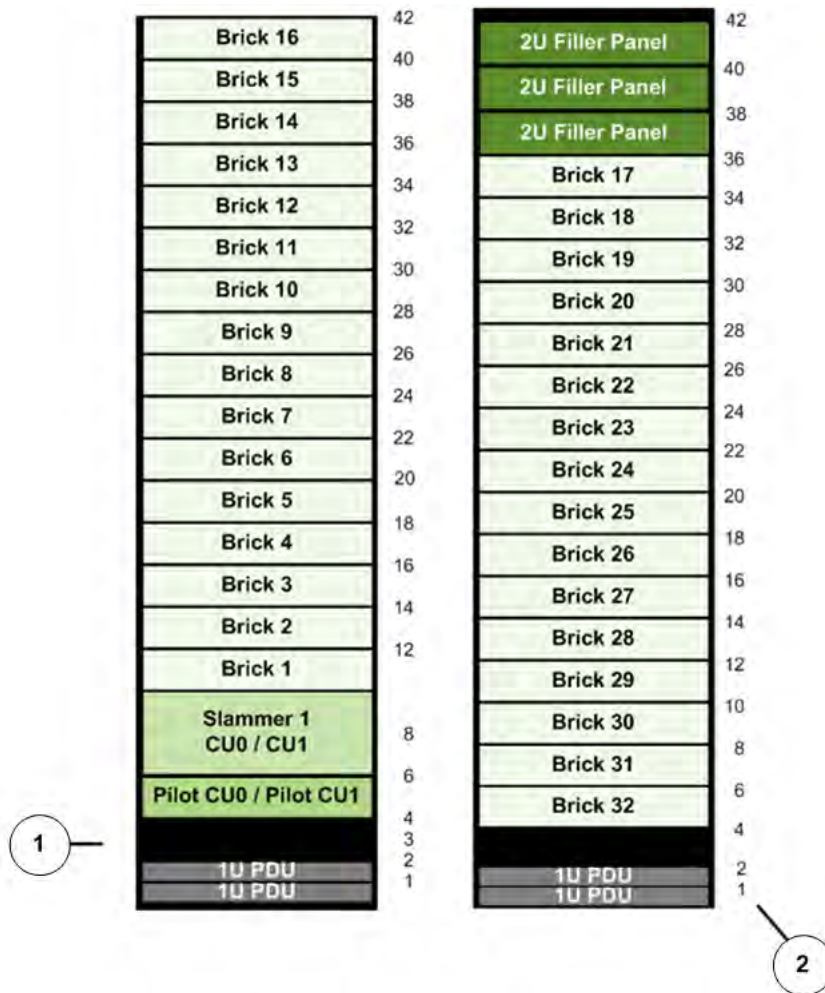 42
Brick 16
40
Brick 15
38
Brick 14
36
Brick 13
34
Brick 12
32
Brick 11
30
Brick 10
28
Brick 9
26
Brick 8
24
Brick 7
22
Brick 6
20
Brick 5
18
Brick 4
16
Brick 3
14
Brick 2
12
Brick 1
Slammer 1
CU0 / CU1
8
6
Pilot CU0 / Pilot CU1
4
3
2
1U PDU
1
1U PDU
1
42
2U Filler Panel
40
2U Filler Panel
38
2U Filler Panel
36
Brick 17
34
Brick 18
32
Brick 19
30
Brick 20
28
Brick 21
26
Brick 22
24
Brick 23
22
Brick 24
20
Brick 25
18
Brick 26
16
Brick 27
14
Brick 28
12
Brick 29
10
Brick 30
8
Brick 31
6
Brick 32
4
2
1U PDU
1
1U PDU
2